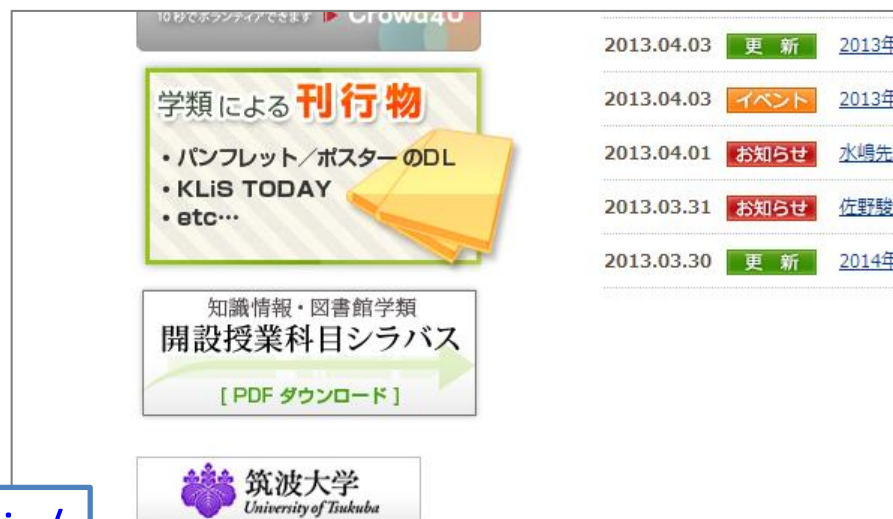 10秒でボランティアできます ▶ Crowd4U
学類による刊行物
・パンフレット／ポスターのDL
・KLiS TODAY
・etc…
知識情報・図書館学類
開設授業科目シラバス
[ PDF ダウンロード ]
筑波大学
University of Tsukuba
2013.04.03 更 新 2013年
2013.04.03 イベント 2013年
2013.04.01 お知らせ 水嶋先
2013.03.31 お知らせ 佐野駿
2013.03.30 更 新 2014年